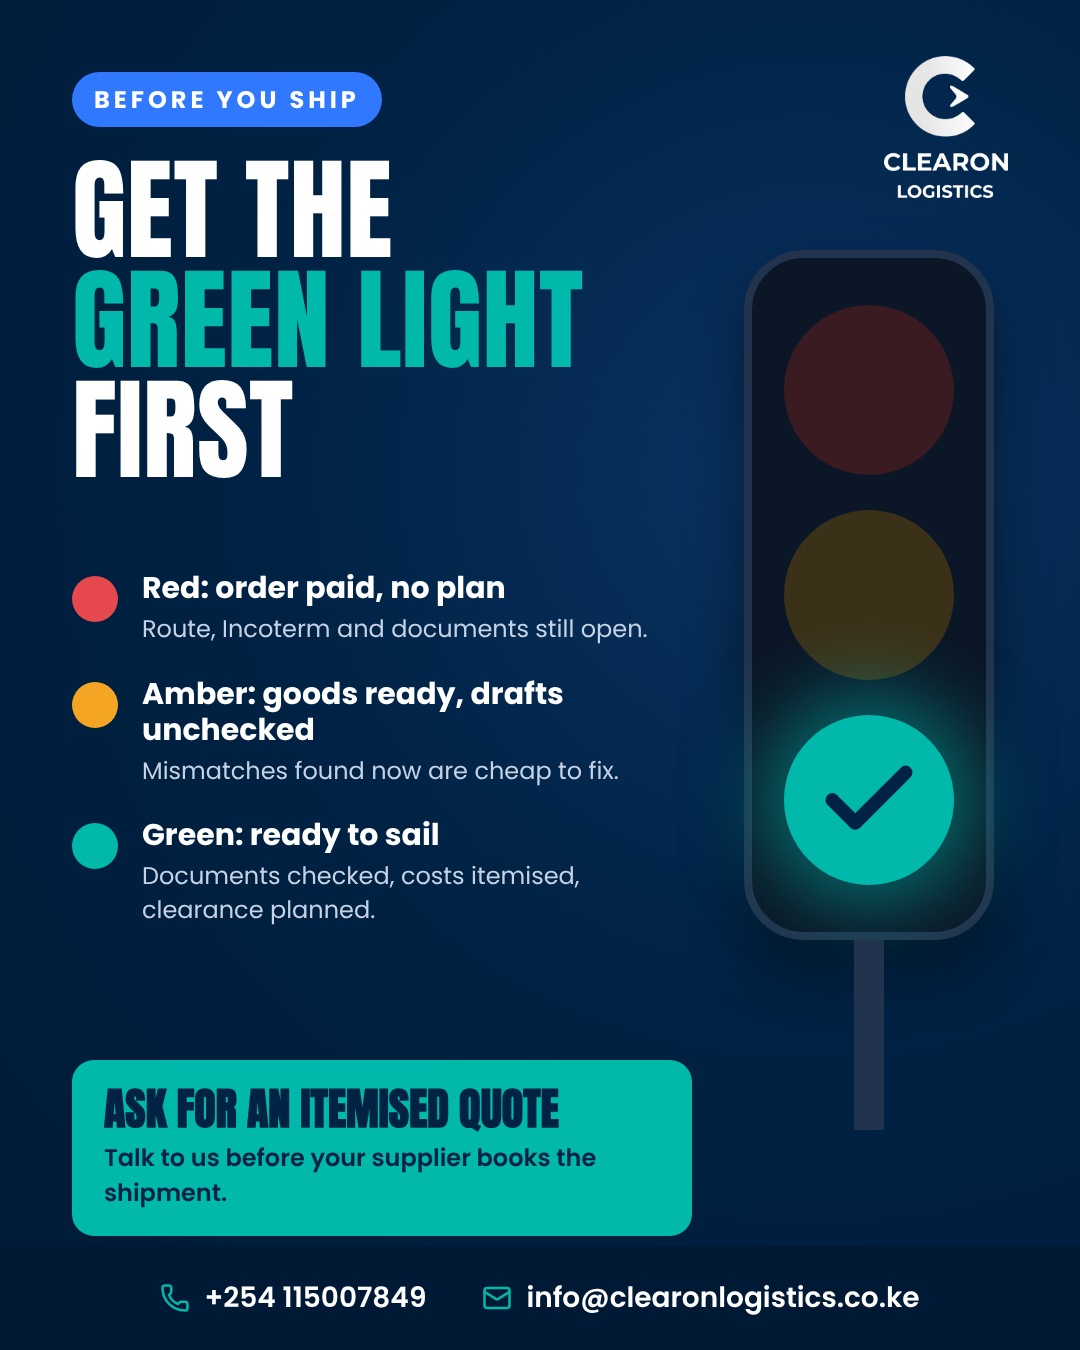 BEFORE YOU SHIP
CLEARON
LOGISTICS
GET THE
GREEN LIGHT
FIRST
Red: order paid, no plan
Route, Incoterm and documents still open.
Amber: goods ready, drafts
unchecked
Mismatches found now are cheap to fix.
Green: ready to sail
Documents checked, costs itemised,
clearance planned.
ASK FOR AN ITEMISED QUOTE
Talk to us before your supplier books the
shipment.
+254 115007849
info@clearonlogistics.co.ke